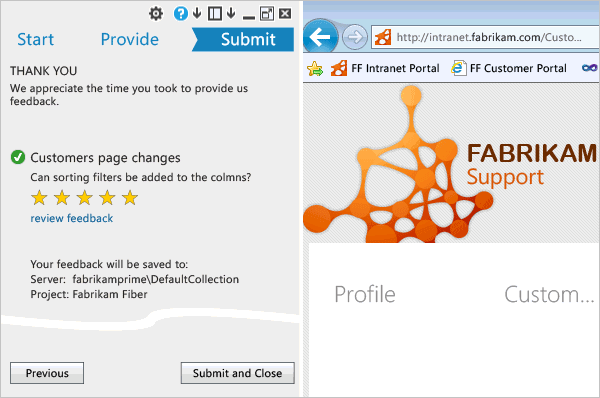 Start Provide Submit
THANK YOU
We appreciate the time you took to provide us
feedback.
Customers page changes
Can sorting filters be added to the colmns?
review feedback
Your feedback will be saved to:
Server: fabrikamprime\DefaultCollection
Project: Fabrikam Fiber
Previous
Submit and Close
http://intranet.fabrikam.com/Custo...
FF Intranet Portal
FF Customer Portal
FABRIKAM
Support
Profile
Custom...